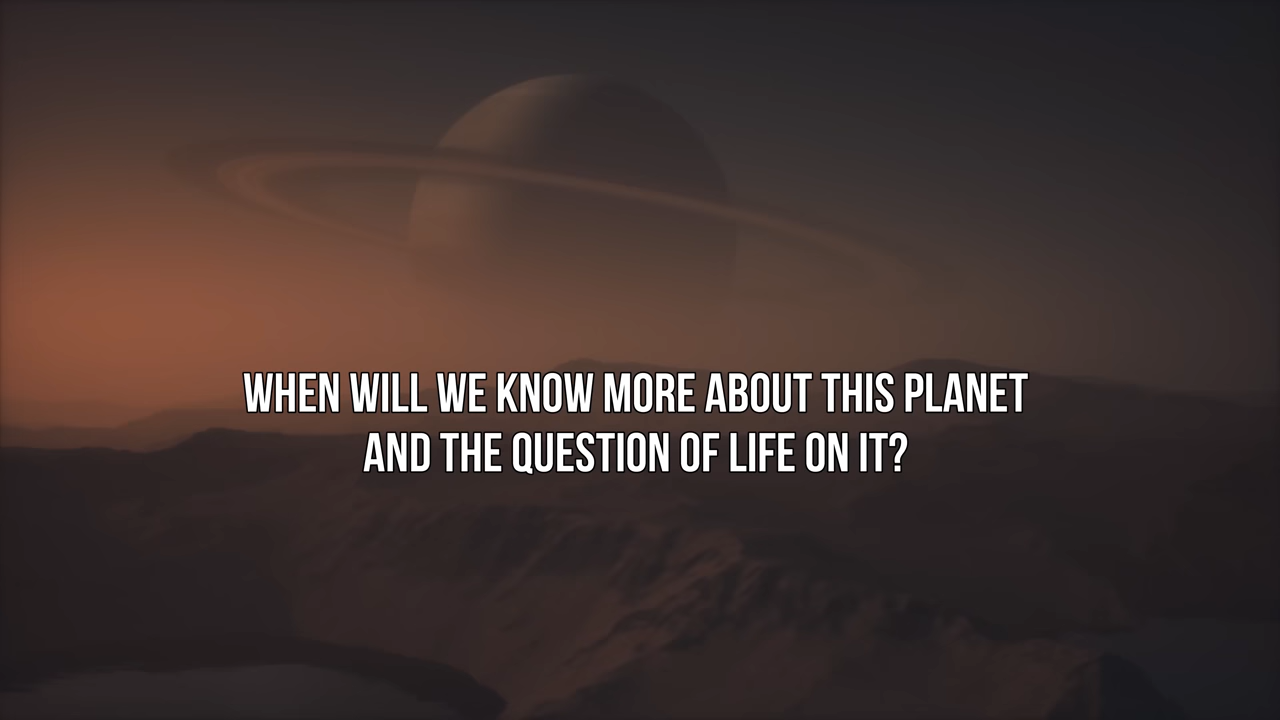 WHEN WILL WE KNOW MORE ABOUT THIS PLANET
AND THE QUESTION OF LIFE ON IT?